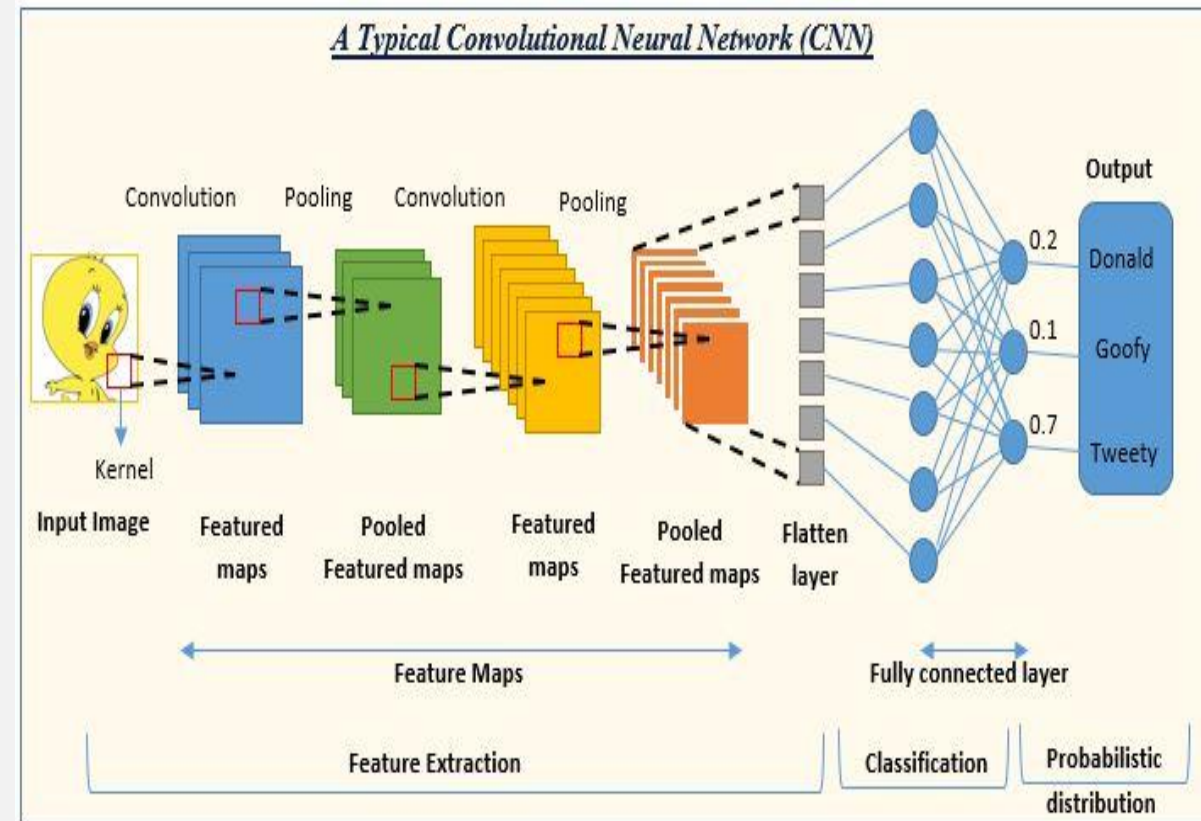 A Typical Convolutional Neural Network (CNN)
Convolution
Pooling
Convolution
Pooling
Output
0.2
Donald
0.1
Goofy
0.7
Tweety
Kernel
Input Image
Featured
maps
Pooled
Featured maps
Featured
maps
Pooled
Featured maps
Flatten
layer
Feature Maps
Fully connected layer
Feature Extraction
Classification
Probabilistic
distribution